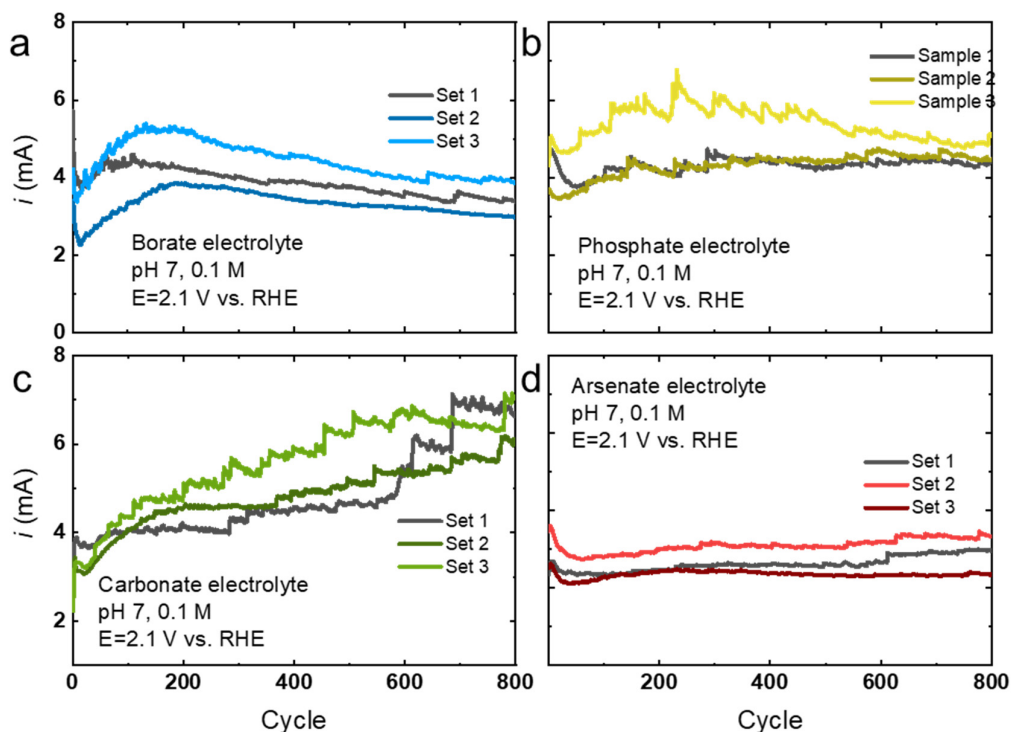 a
8
6
4
2
0
i (mA)
Set 1
Set 2
Set 3
Borate electrolyte
pH 7, 0.1 M
E=2.1 V vs. RHE
b
Sample 1
Sample 2
Sample 3
Phosphate electrolyte
pH 7, 0.1 M
E=2.1 V vs. RHE
c
8
6
4
2
i (mA)
Set 1
Set 2
Set 3
Carbonate electrolyte
pH 7, 0.1 M
E=2.1 V vs. RHE
0 200 400 600 800
Cycle
d
Arsenate electrolyte
pH 7, 0.1 M
E=2.1 V vs. RHE
Set 1
Set 2
Set 3
0 200 400 600 800
Cycle